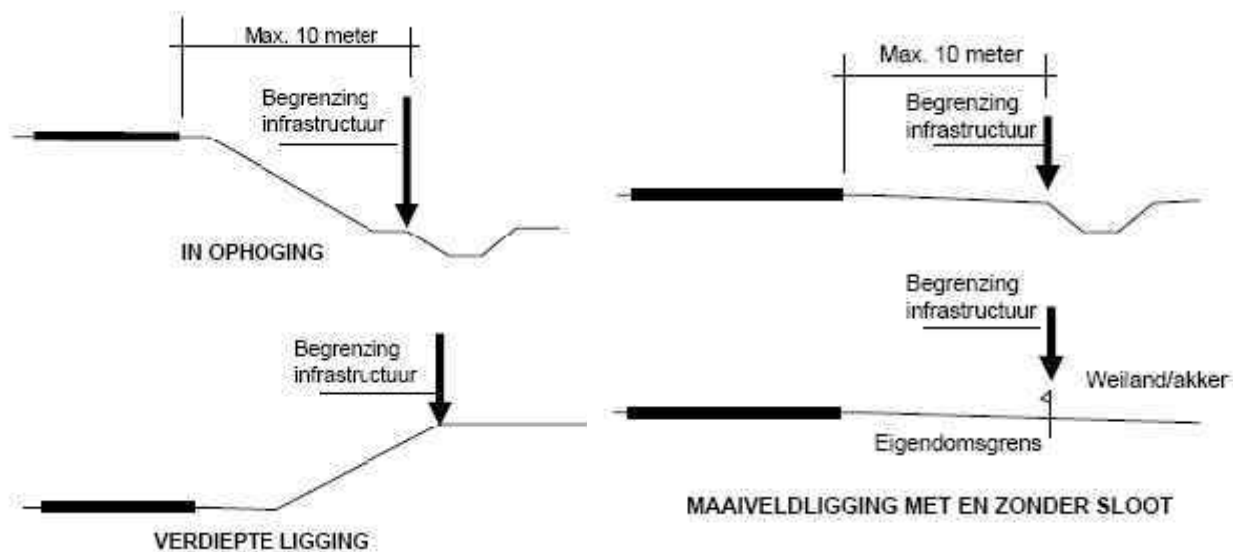 Max. 10 meter
Begrenzing
infrastructuur
IN OPHOGING
Begrenzing
infrastructuur
VERDIEPTE LIGGING
Max. 10 meter
Begrenzing
infrastructuur
Begrenzing
infrastructuur
Weiland/akker
Eigendomsgrens
MAAIVELDLIGGING MET EN ZONDER SLOOT